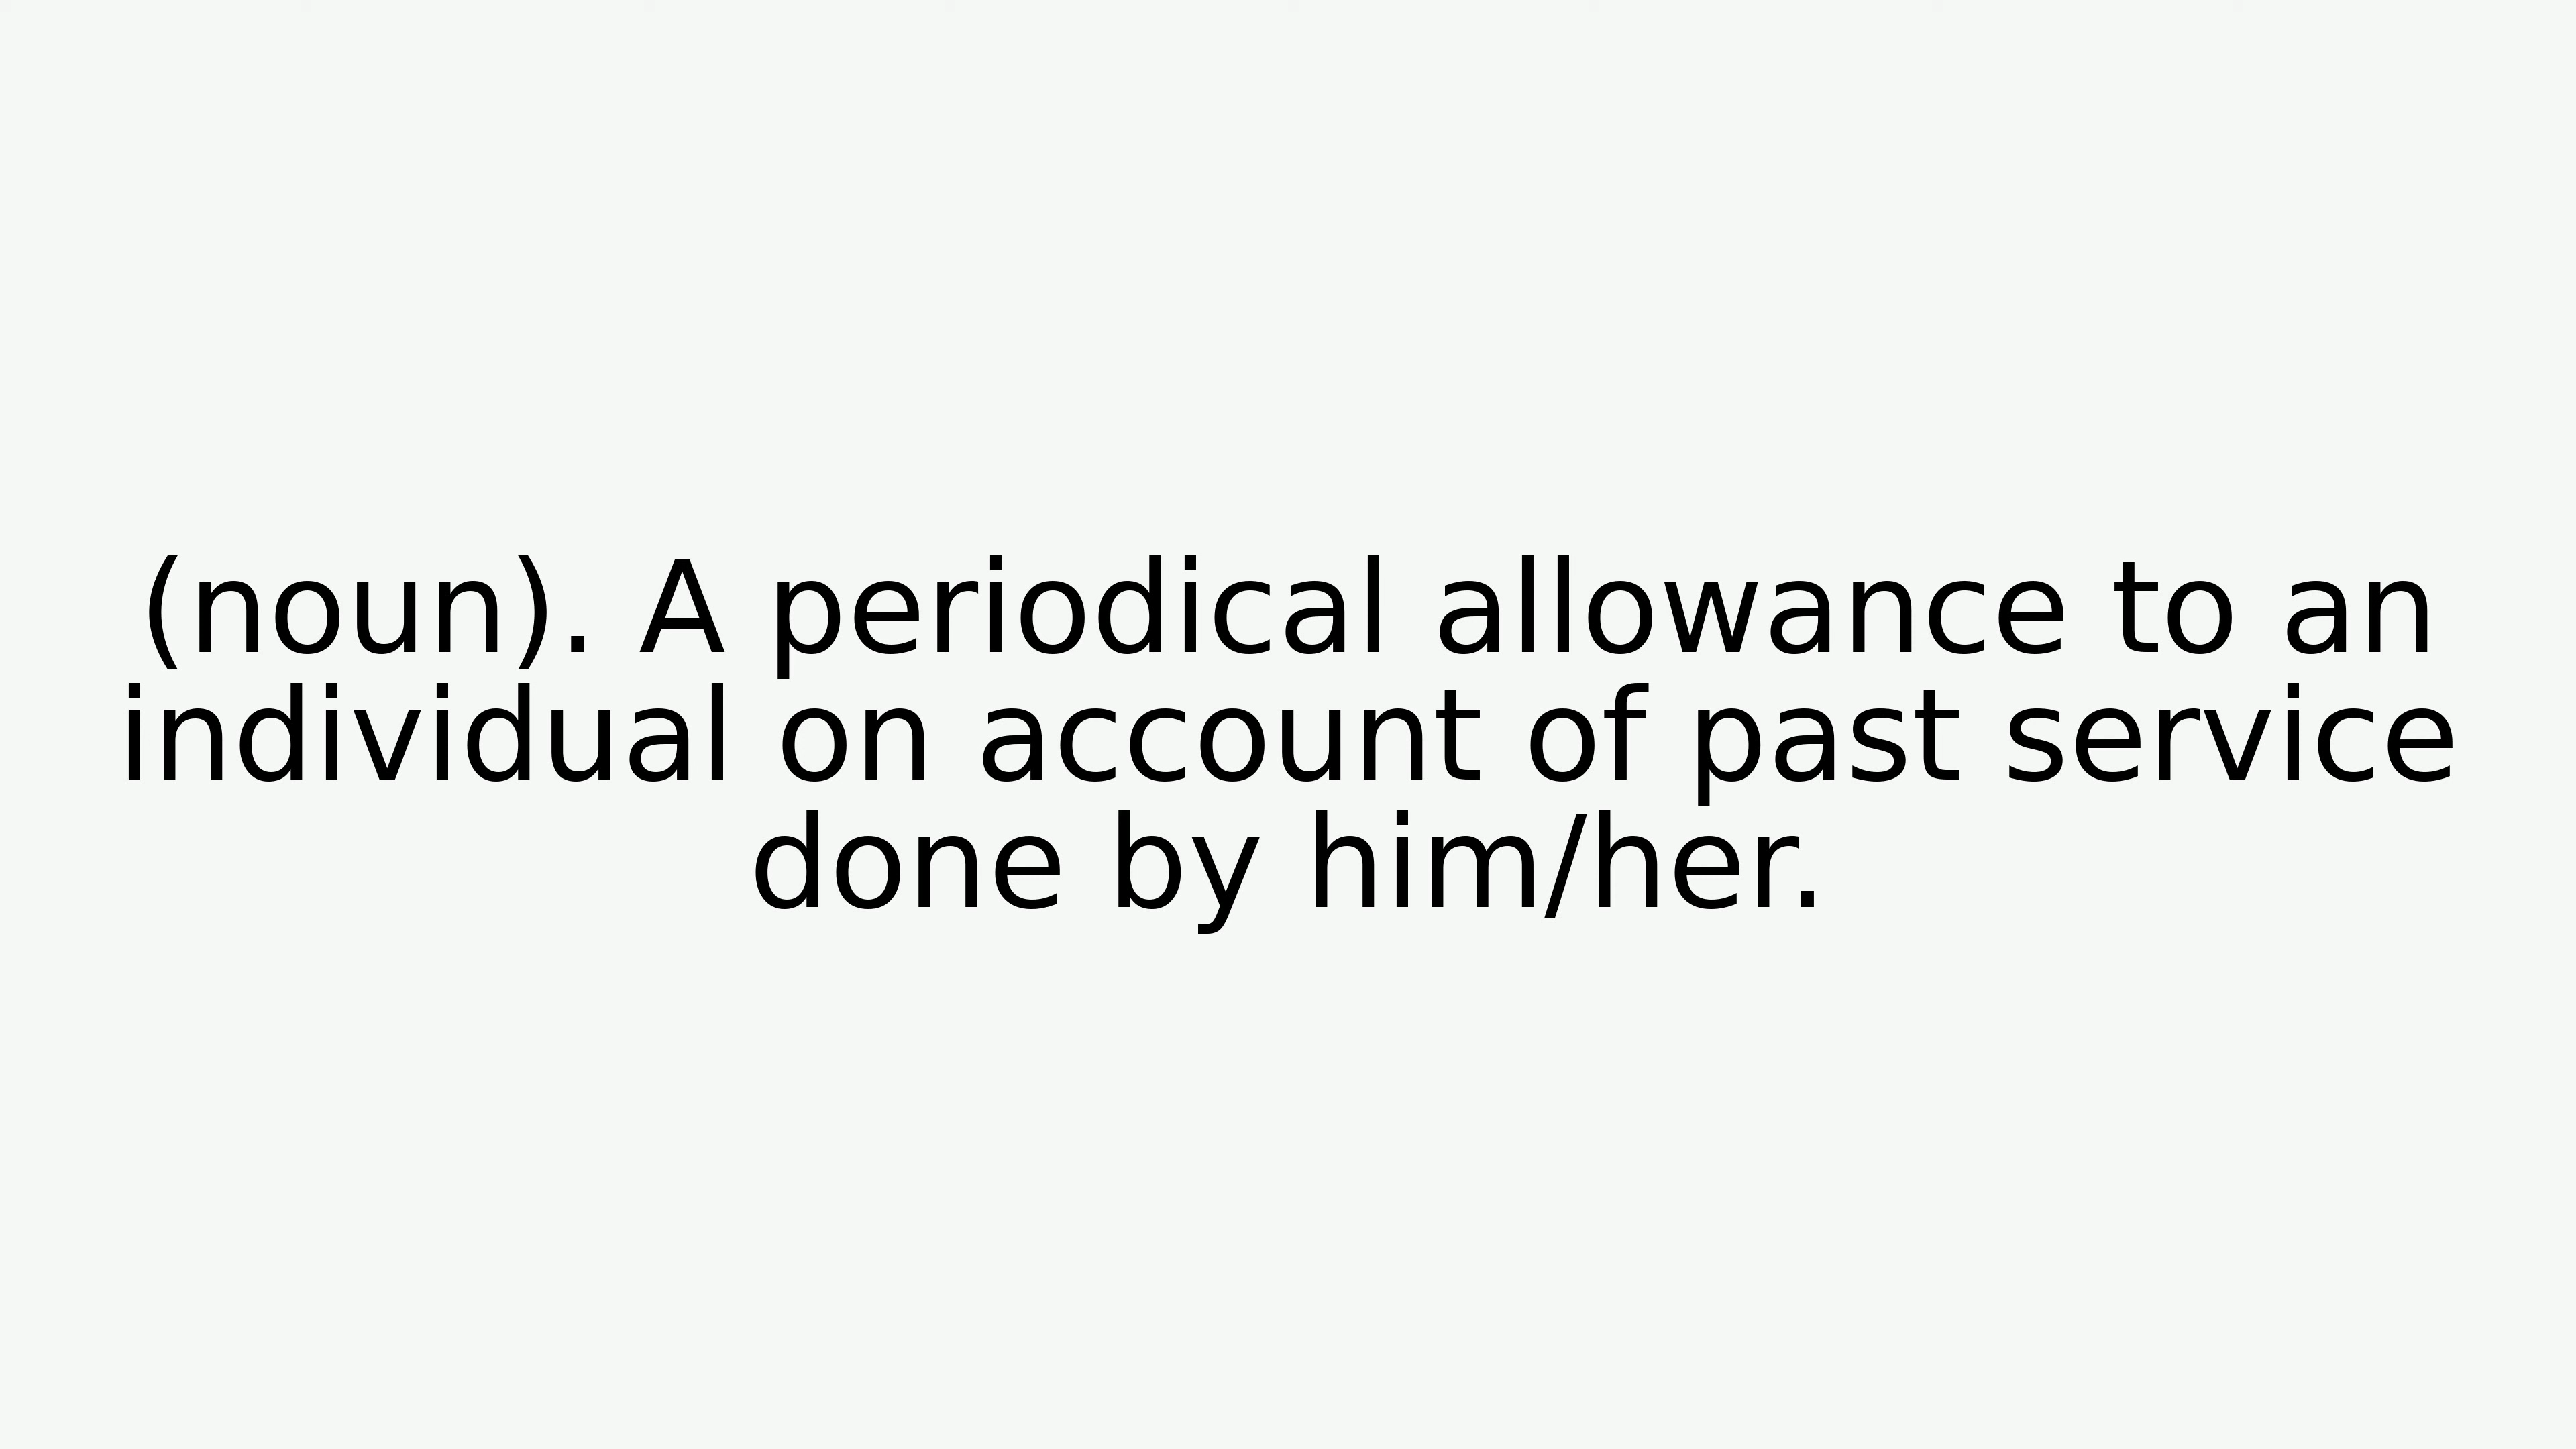 (noun). A periodical allowance to an
individual on account of past service
done by him/her.